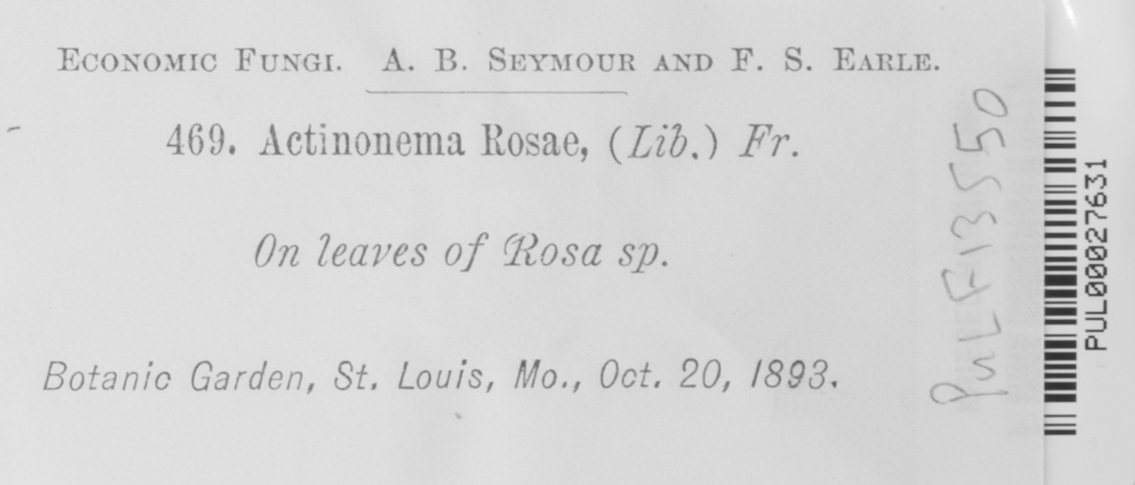 ECONOMIC FUNGI. A. B. SEYMOUR AND F. S. EARLE.
469. Actinonema Rosae, (Lib.) Fr.
On leaves of Rosa sp.
Botanic Garden, St. Louis, Mo., Oct. 20, 1893.
PULF13550
PUL00027631